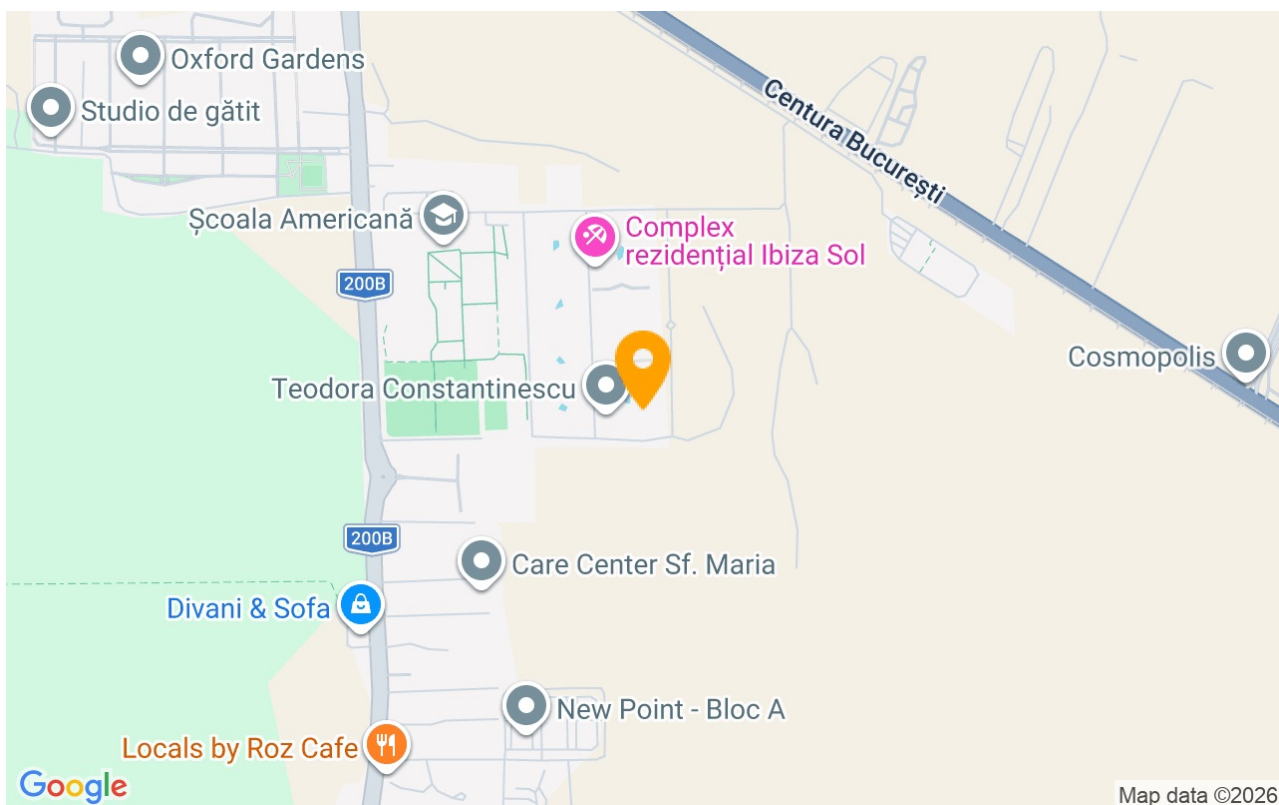 Oxford Gardens
Studio de gătit
Centura București
Școala Americană
Complex
rezidențial Ibiza Sol
200B
Cosmopolis
Teodora Constantinescu
200B
Care Center Sf. Maria
Divani & Sofa
New Point - Bloc A
Locals by Roz Cafe
Google
Map data ©2026